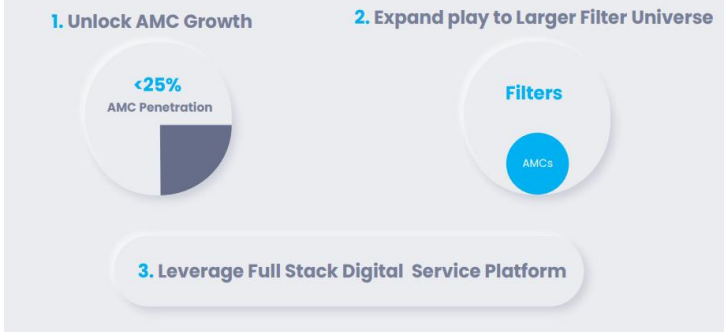 1. Unlock AMC Growth
2. Expand play to Larger Filter Universe
<25%
AMC Penetration
Filters
AMCs
3. Leverage Full Stack Digital Service Platform